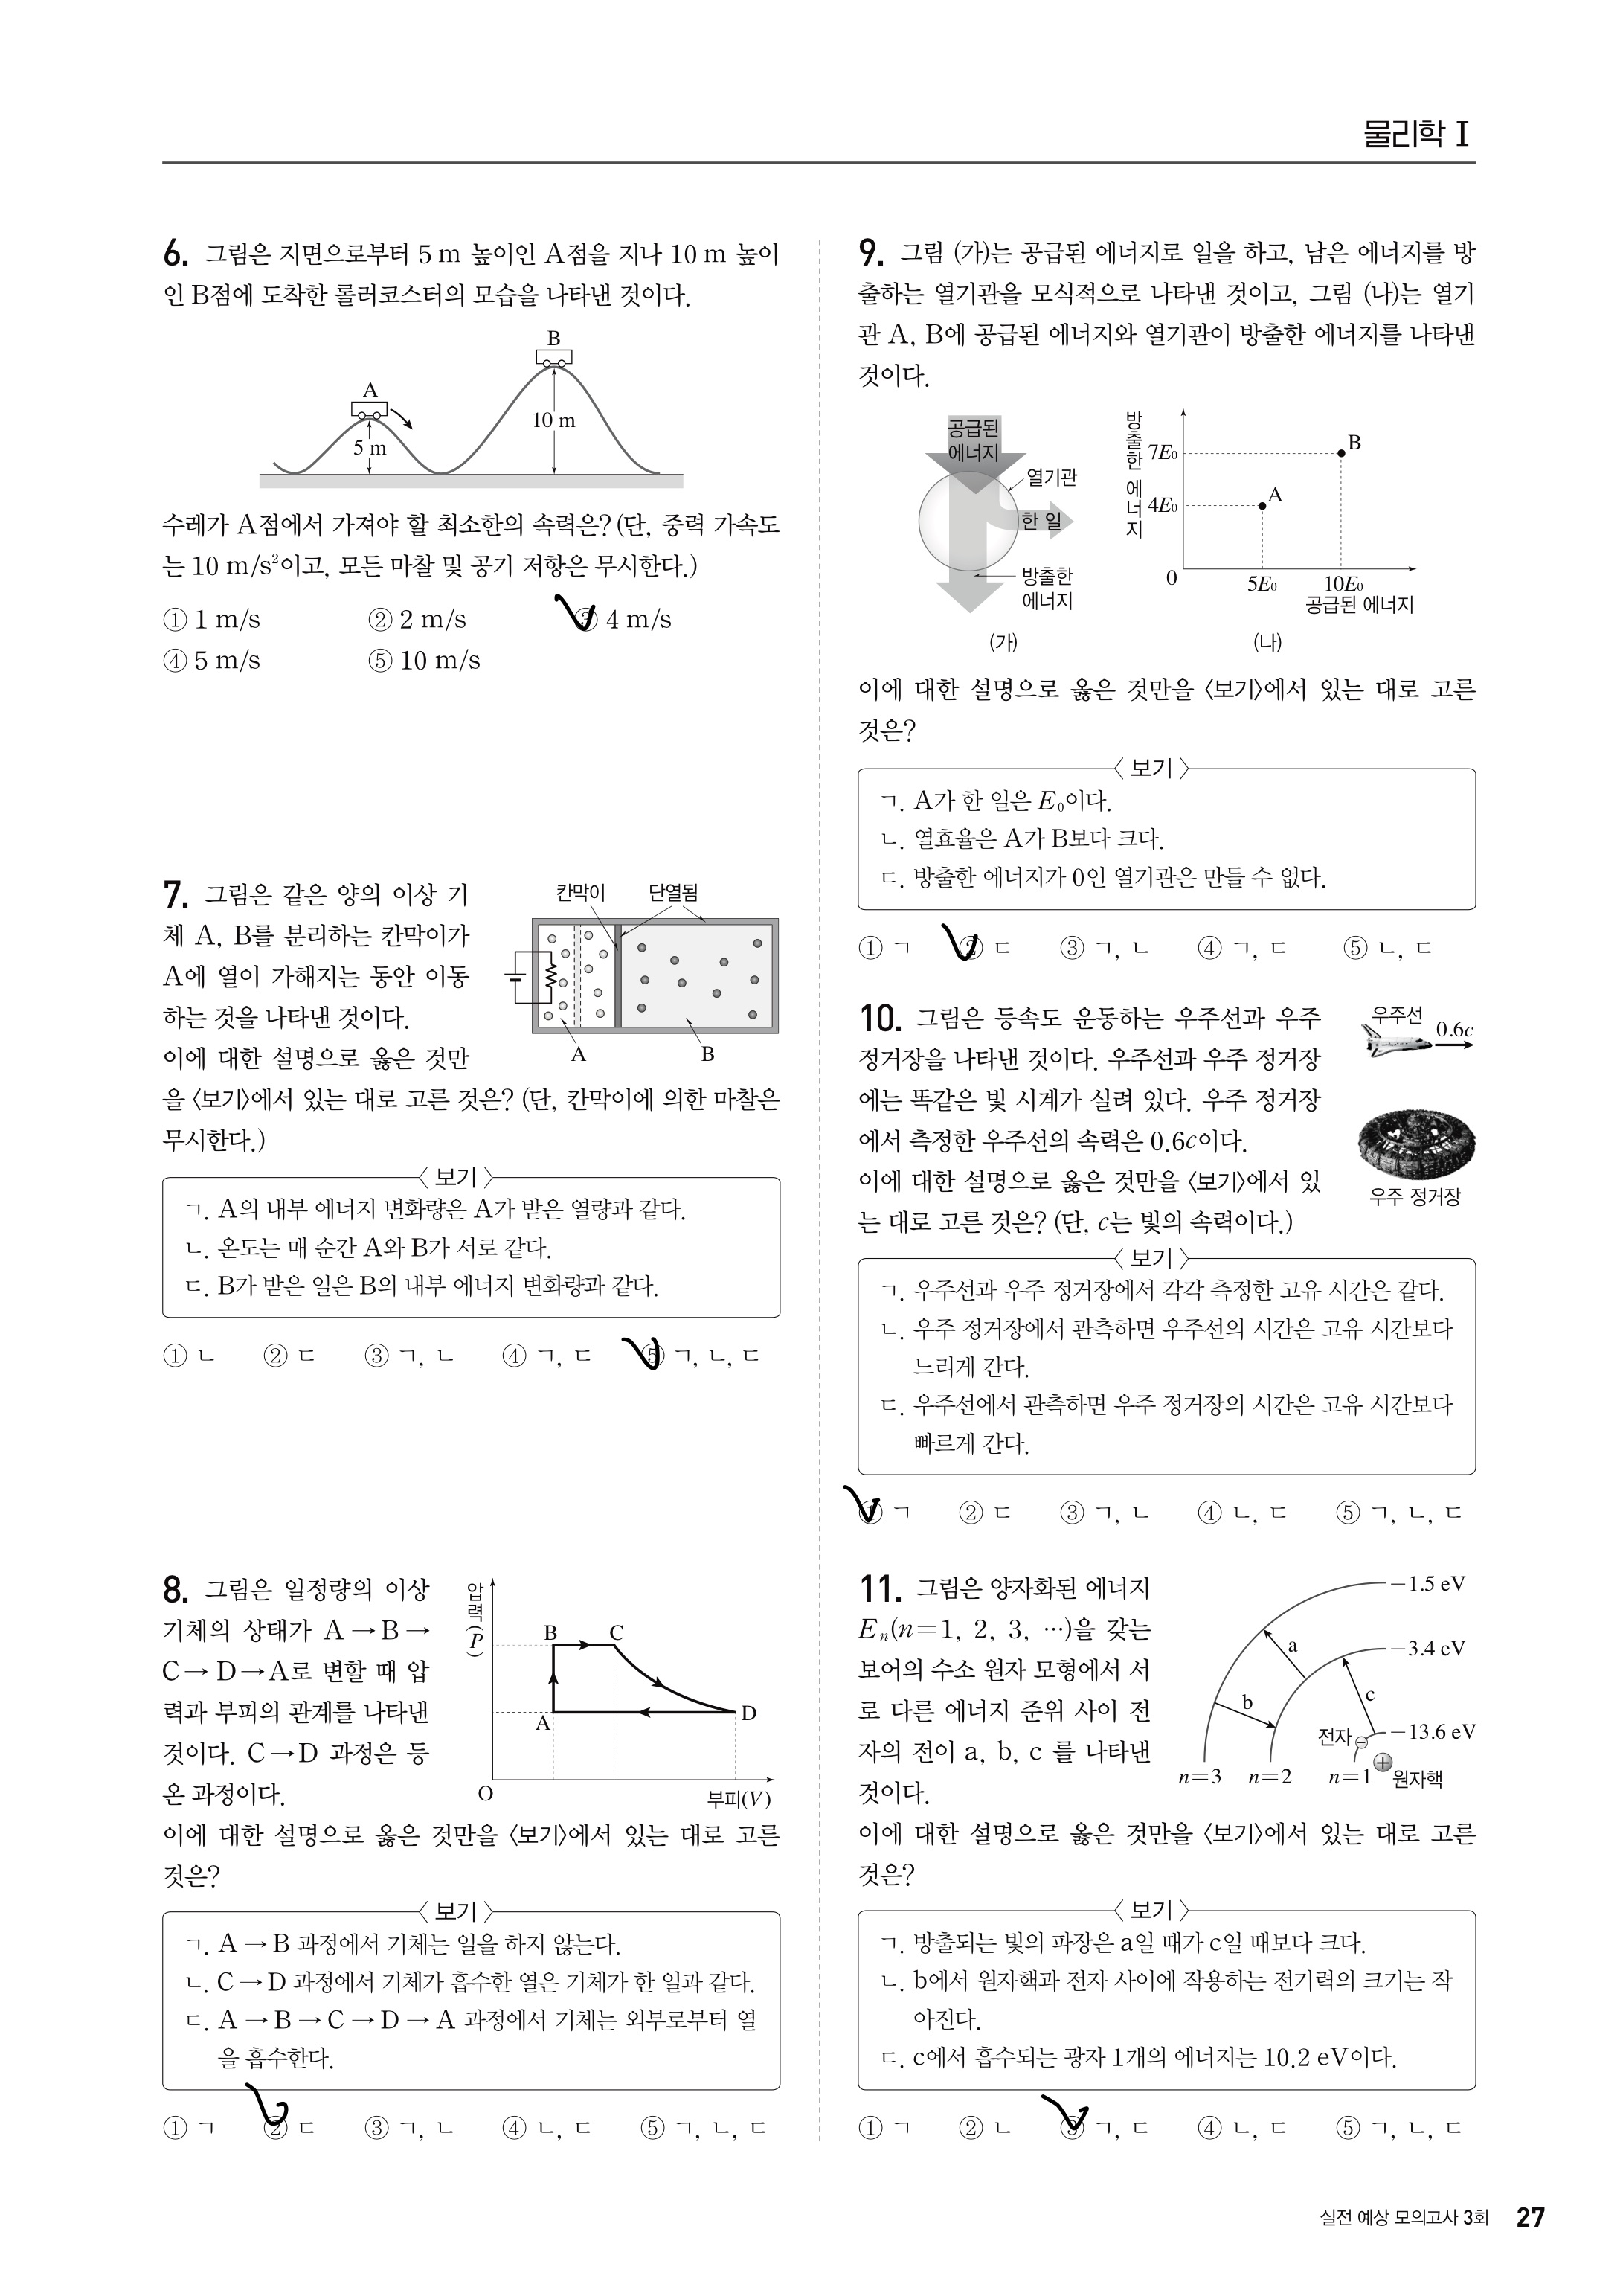 물리학 Ⅰ
6. 그림은 지면으로부터 5 m 높이인 A점을 지나 10 m 높이
인 B점에 도착한 롤러코스터의 모습을 나타낸 것이다.
B
A
10 m
5 m
수레가 A점에서 가져야 할 최소한의 속력은? (단, 중력 가속도
는 10 m/s²이고, 모든 마찰 및 공기 저항은 무시한다.)
① 1 m/s ② 2 m/s ③ 4 m/s
④ 5 m/s ⑤ 10 m/s
7. 그림은 같은 양의 이상 기
체 A, B를 분리하는 칸막이가
A에 열이 가해지는 동안 이동
하는 것을 나타낸 것이다.
이에 대한 설명으로 옳은 것만
칸막이 단열됨
A B
을 〈보기〉에서 있는 대로 고른 것은? (단, 칸막이에 의한 마찰은
무시한다.)
〈 보기 〉
ㄱ. A의 내부 에너지 변화량은 A가 받은 열량과 같다.
ㄴ. 온도는 매 순간 A와 B가 서로 같다.
ㄷ. B가 받은 일은 B의 내부 에너지 변화량과 같다.
① ㄴ ② ㄷ ③ ㄱ, ㄴ ④ ㄱ, ㄷ ⑤ ㄱ, ㄴ, ㄷ
8. 그림은 일정량의 이상
기체의 상태가 A → B →
C → D → A로 변할 때 압
력과 부피의 관계를 나타낸
것이다. C → D 과정은 등
온 과정이다.
압력(P)
B C
A D
O 부피(V)
이에 대한 설명으로 옳은 것만을 〈보기〉에서 있는 대로 고른
것은?
〈 보기 〉
ㄱ. A → B 과정에서 기체는 일을 하지 않는다.
ㄴ. C → D 과정에서 기체가 흡수한 열은 기체가 한 일과 같다.
ㄷ. A → B → C → D → A 과정에서 기체는 외부로부터 열
을 흡수한다.
① ㄱ ② ㄷ ③ ㄱ, ㄴ ④ ㄴ, ㄷ ⑤ ㄱ, ㄴ, ㄷ
9. 그림 (가)는 공급된 에너지로 일을 하고, 남은 에너지를 방
출하는 열기관을 모식적으로 나타낸 것이고, 그림 (나)는 열기
관 A, B에 공급된 에너지와 열기관이 방출한 에너지를 나타낸
것이다.
공급된
에너지
열기관
한 일
방출한
에너지
(가)
방출한 에너지
7E₀
4E₀
B
A
0 5E₀ 10E₀
공급된 에너지
(나)
이에 대한 설명으로 옳은 것만을 〈보기〉에서 있는 대로 고른
것은?
〈 보기 〉
ㄱ. A가 한 일은 E₀이다.
ㄴ. 열효율은 A가 B보다 크다.
ㄷ. 방출한 에너지가 0인 열기관은 만들 수 없다.
① ㄱ ② ㄷ ③ ㄱ, ㄴ ④ ㄱ, ㄷ ⑤ ㄴ, ㄷ
10. 그림은 등속도 운동하는 우주선과 우주
정거장을 나타낸 것이다. 우주선과 우주 정거장
에는 똑같은 빛 시계가 실려 있다. 우주 정거장
에서 측정한 우주선의 속력은 0.6c이다.
이에 대한 설명으로 옳은 것만을 〈보기〉에서 있
는 대로 고른 것은? (단, c는 빛의 속력이다.)
우주선
0.6c
우주 정거장
〈 보기 〉
ㄱ. 우주선과 우주 정거장에서 각각 측정한 고유 시간은 같다.
ㄴ. 우주 정거장에서 관측하면 우주선의 시간은 고유 시간보다
느리게 간다.
ㄷ. 우주선에서 관측하면 우주 정거장의 시간은 고유 시간보다
빠르게 간다.
① ㄱ ② ㄷ ③ ㄱ, ㄴ ④ ㄴ, ㄷ ⑤ ㄱ, ㄴ, ㄷ
11. 그림은 양자화된 에너지
Eₙ(n=1, 2, 3, …)을 갖는
보어의 수소 원자 모형에서 서
로 다른 에너지 준위 사이 전
자의 전이 a, b, c 를 나타낸
것이다.
−1.5 eV
a
−3.4 eV
b c
전자 −13.6 eV
n=3 n=2 n=1 원자핵
이에 대한 설명으로 옳은 것만을 〈보기〉에서 있는 대로 고른
것은?
〈 보기 〉
ㄱ. 방출되는 빛의 파장은 a일 때가 c일 때보다 크다.
ㄴ. b에서 원자핵과 전자 사이에 작용하는 전기력의 크기는 작
아진다.
ㄷ. c에서 흡수되는 광자 1개의 에너지는 10.2 eV이다.
① ㄱ ② ㄴ ③ ㄱ, ㄷ ④ ㄴ, ㄷ ⑤ ㄱ, ㄴ, ㄷ
실전 예상 모의고사 3회 27